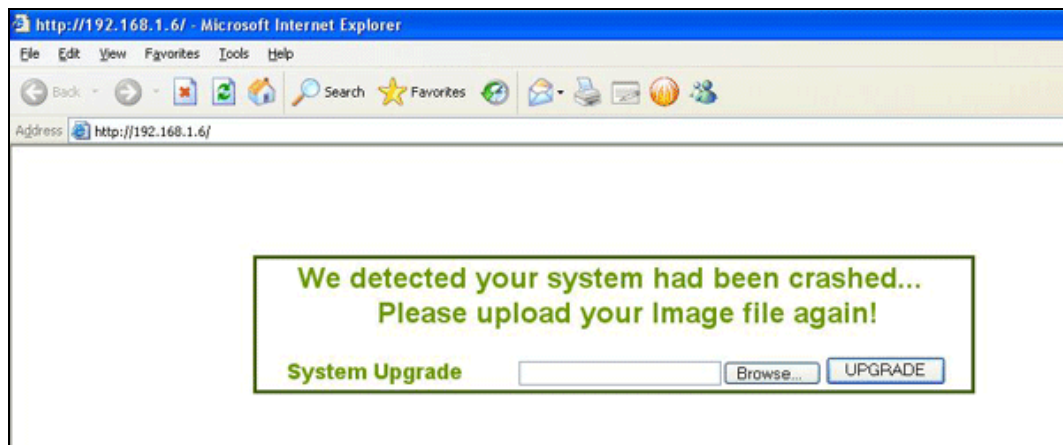 http://192.168.1.6/ - Microsoft Internet Explorer
File Edit View Favorites Tools Help
Back Search Favorites
Address http://192.168.1.6/
We detected your system had been crashed...
Please upload your Image file again!
System Upgrade Browse... UPGRADE